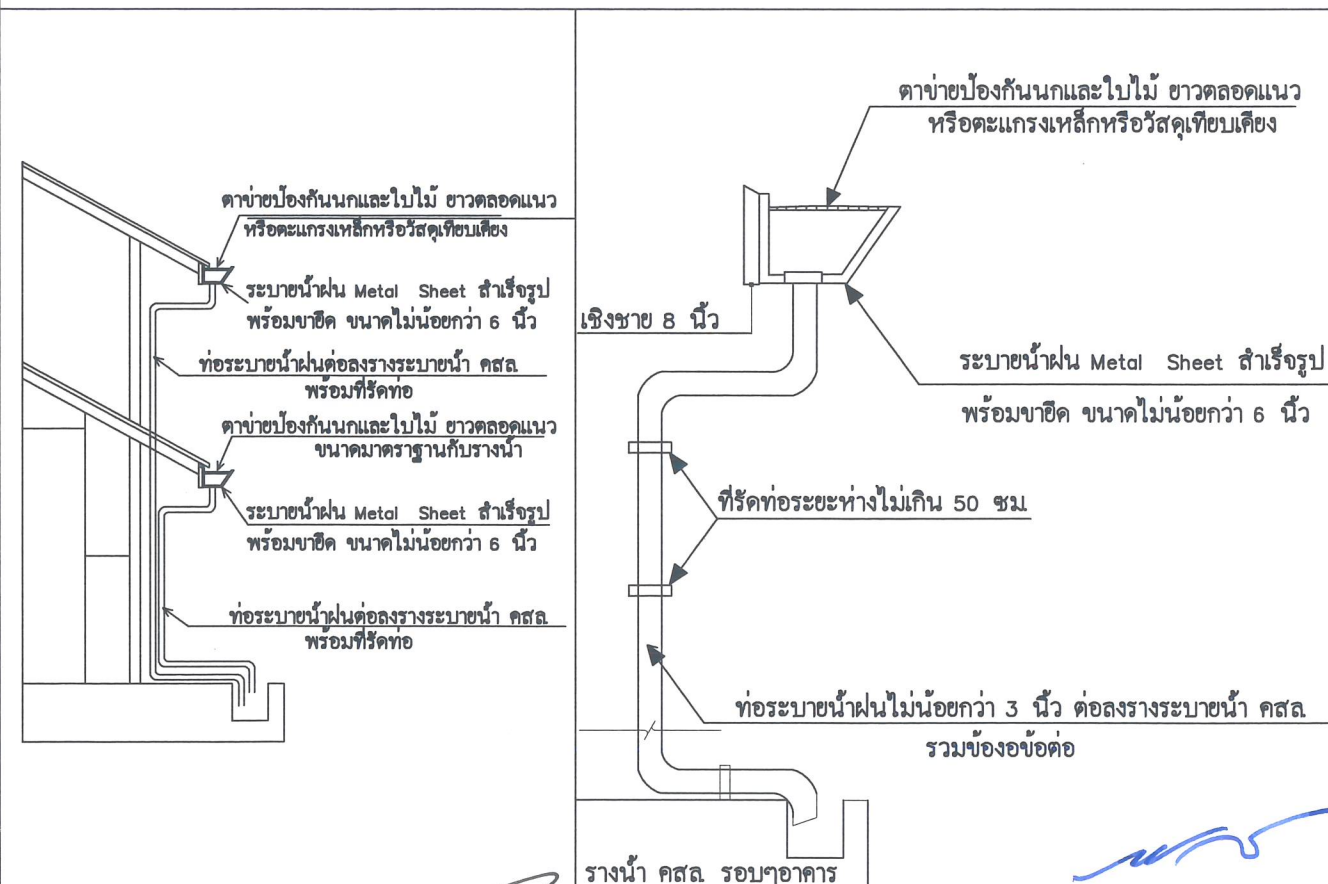 ตาข่ายป้องกันนกและใบไม้ ยาวตลอดแนว
หรือตะแกรงเหล็กหรือวัสดุเทียบเคียง
ระบายน้ำฝน Metal Sheet สำเร็จรูป
พร้อมขายึด ขนาดไม่น้อยกว่า 6 นิ้ว
ท่อระบายน้ำฝนต่อลงรางระบายน้ำ คสล.
พร้อมที่รัดท่อ
ตาข่ายป้องกันนกและใบไม้ ยาวตลอดแนว
ขนาดมาตราฐานกับรางน้ำ
ระบายน้ำฝน Metal Sheet สำเร็จรูป
พร้อมขายึด ขนาดไม่น้อยกว่า 6 นิ้ว
ท่อระบายน้ำฝนต่อลงรางระบายน้ำ คสล.
พร้อมที่รัดท่อ
ตาข่ายป้องกันนกและใบไม้ ยาวตลอดแนว
หรือตะแกรงเหล็กหรือวัสดุเทียบเคียง
เชิงชาย 8 นิ้ว
ระบายน้ำฝน Metal Sheet สำเร็จรูป
พร้อมขายึด ขนาดไม่น้อยกว่า 6 นิ้ว
ที่รัดท่อระยะห่างไม่เกิน 50 ซม.
ท่อระบายน้ำฝนไม่น้อยกว่า 3 นิ้ว ต่อลงรางระบายน้ำ คสล.
รวมข้องอข้อต่อ
รางน้ำ คสล. รอบๆอาคาร